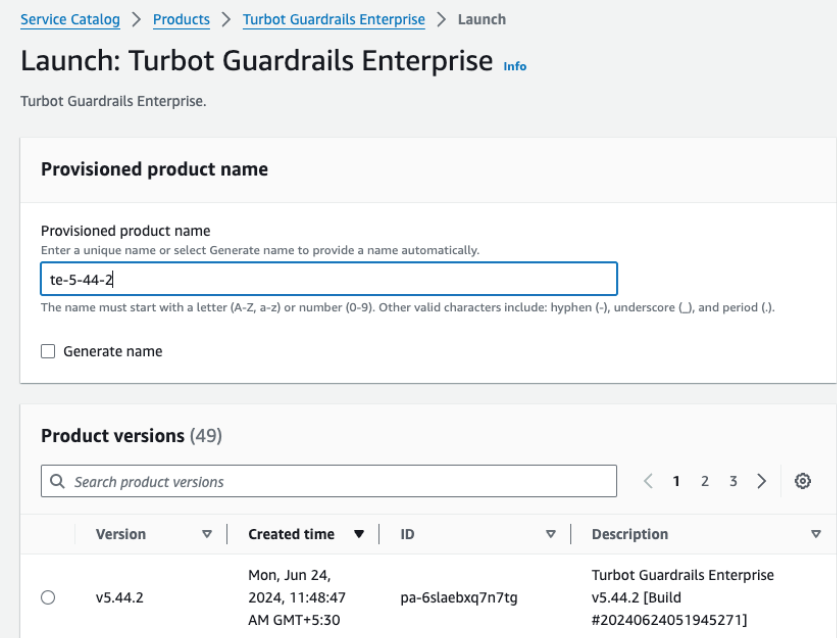 Service Catalog > Products > Turbot Guardrails Enterprise > Launch
Launch: Turbot Guardrails Enterprise Info
Turbot Guardrails Enterprise.
Provisioned product name
Provisioned product name
Enter a unique name or select Generate name to provide a name automatically.
te-5-44-2
The name must start with a letter (A-Z, a-z) or number (0-9). Other valid characters include: hyphen (-), underscore (_), and period (.).
Generate name
Product versions (49)
Search product versions
1 2 3
Version Created time ID Description
Mon, Jun 24, Turbot Guardrails Enterprise
v5.44.2 2024, 11:48:47 pa-6slaebxq7n7tg v5.44.2 [Build
AM GMT+5:30 #20240624051945271]